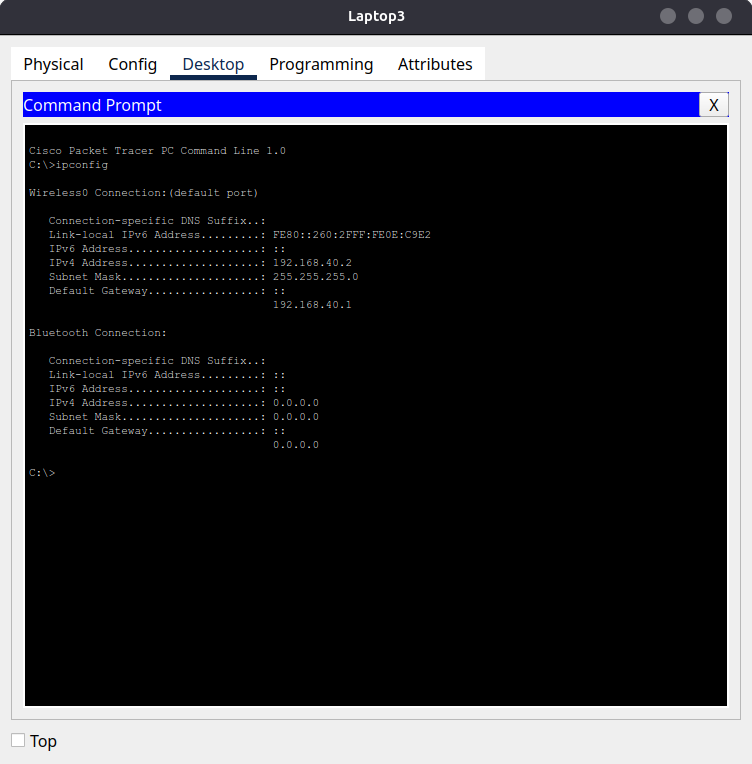 Laptop3
Physical Config Desktop Programming Attributes
Command Prompt X
Cisco Packet Tracer PC Command Line 1.0
C:\>ipconfig
Wireless0 Connection:(default port)
Connection-specific DNS Suffix..:
Link-local IPv6 Address.........: FE80::260:2FFF:FE0E:C9E2
IPv6 Address....................: ::
IPv4 Address....................: 192.168.40.2
Subnet Mask.....................: 255.255.255.0
Default Gateway.................: ::
192.168.40.1
Bluetooth Connection:
Connection-specific DNS Suffix..:
Link-local IPv6 Address.........: ::
IPv6 Address....................: ::
IPv4 Address....................: 0.0.0.0
Subnet Mask.....................: 0.0.0.0
Default Gateway.................: ::
0.0.0.0
C:\>
Top